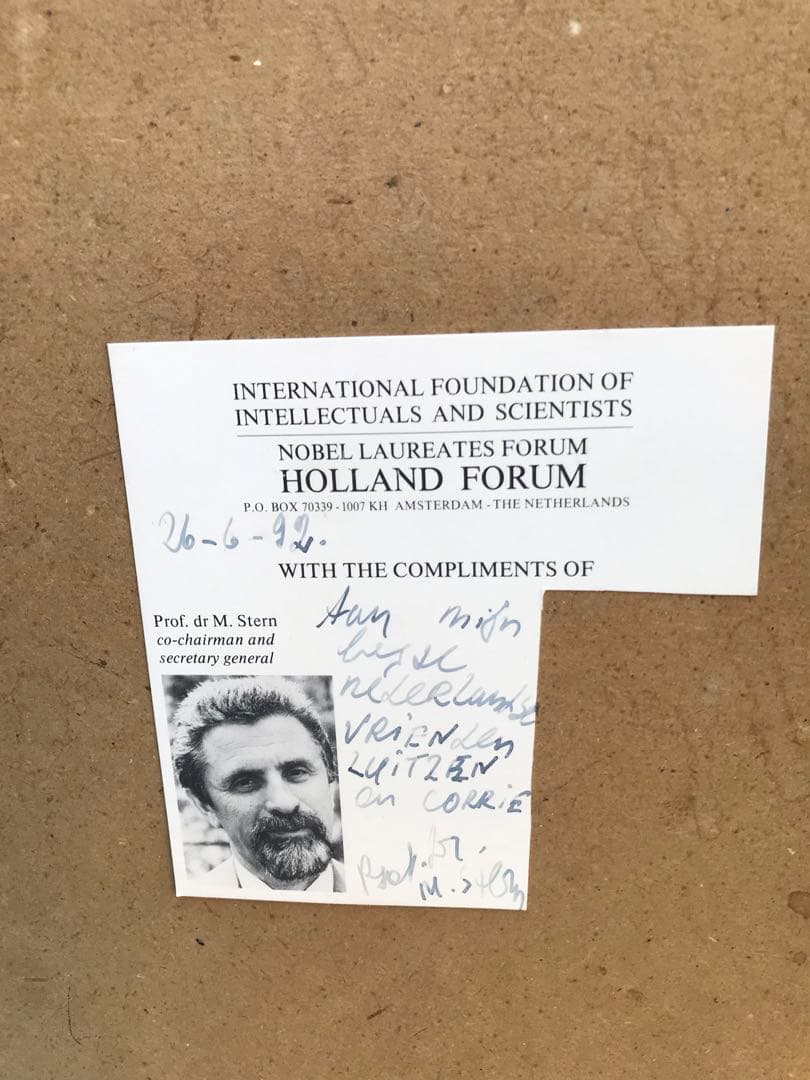 INTERNATIONAL FOUNDATION OF
INTELLECTUALS AND SCIENTISTS
NOBEL LAUREATES FORUM
HOLLAND FORUM
P.O. BOX 70339 - 1007 KH AMSTERDAM - THE NETHERLANDS
26-6-92.
WITH THE COMPLIMENTS OF
Prof. dr M. Stern
co-chairman and
secretary general
Aan mijn
beste
nederlandse
VRIENden
LUITZEN
en CORRIE
Prof. dr.
M. Stern